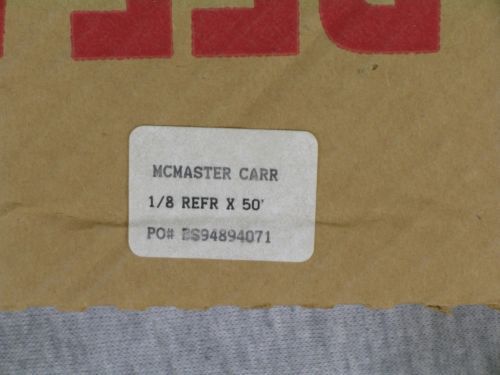 MCMASTER CARR
1/8 REFR X 50'
PO# BS94894071